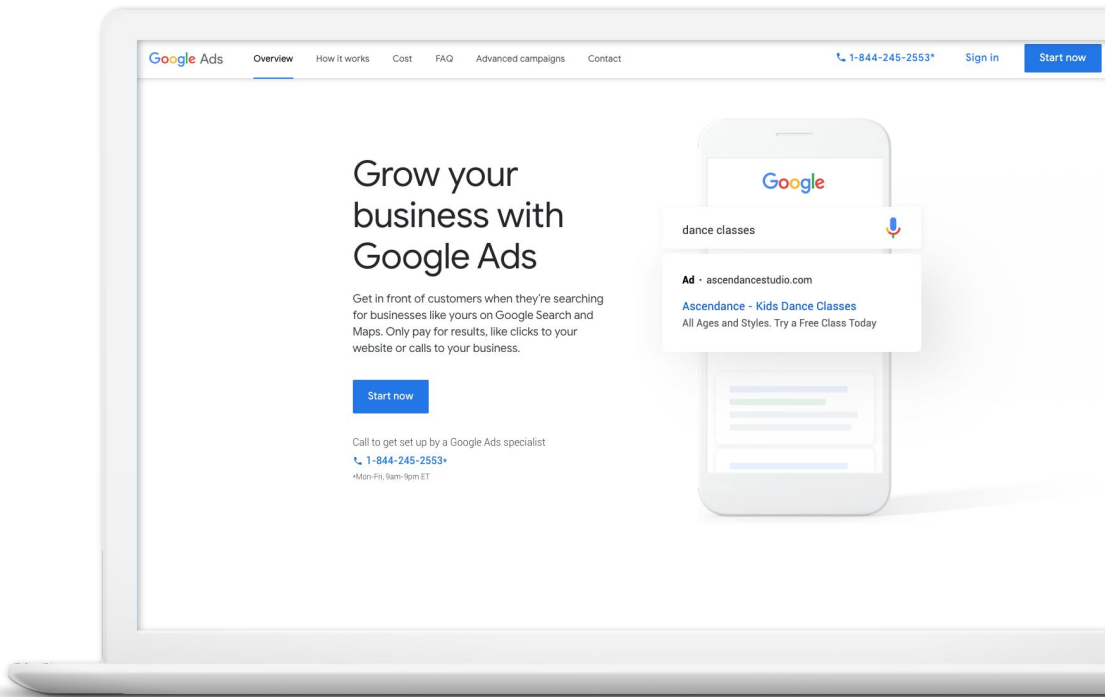 Google Ads
Overview
How it works
Cost
FAQ
Advanced campaigns
Contact
1-844-245-2553*
Sign in
Start now
Grow your
business with
Google Ads
Get in front of customers when they're searching
for businesses like yours on Google Search and
Maps. Only pay for results, like clicks to your
website or calls to your business.
Start now
Call to get set up by a Google Ads specialist
1-844-245-2553*
*Mon-Fri, 9am-9pm ET
Google
dance classes
Ad · ascendancestudio.com
Ascendance - Kids Dance Classes
All Ages and Styles. Try a Free Class Today